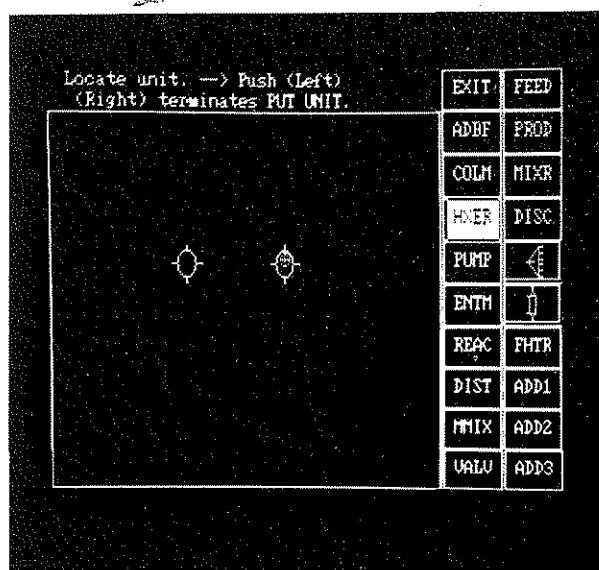 Locate unit. --> Push (Left)
(Right) terminates PUT UNIT.
EXIT FEED
ADBF PROD
COLM MIXR
HXER DISC
PUMP
ENTM
REAC FHTR
DIST ADD1
MMIX ADD2
VALV ADD3